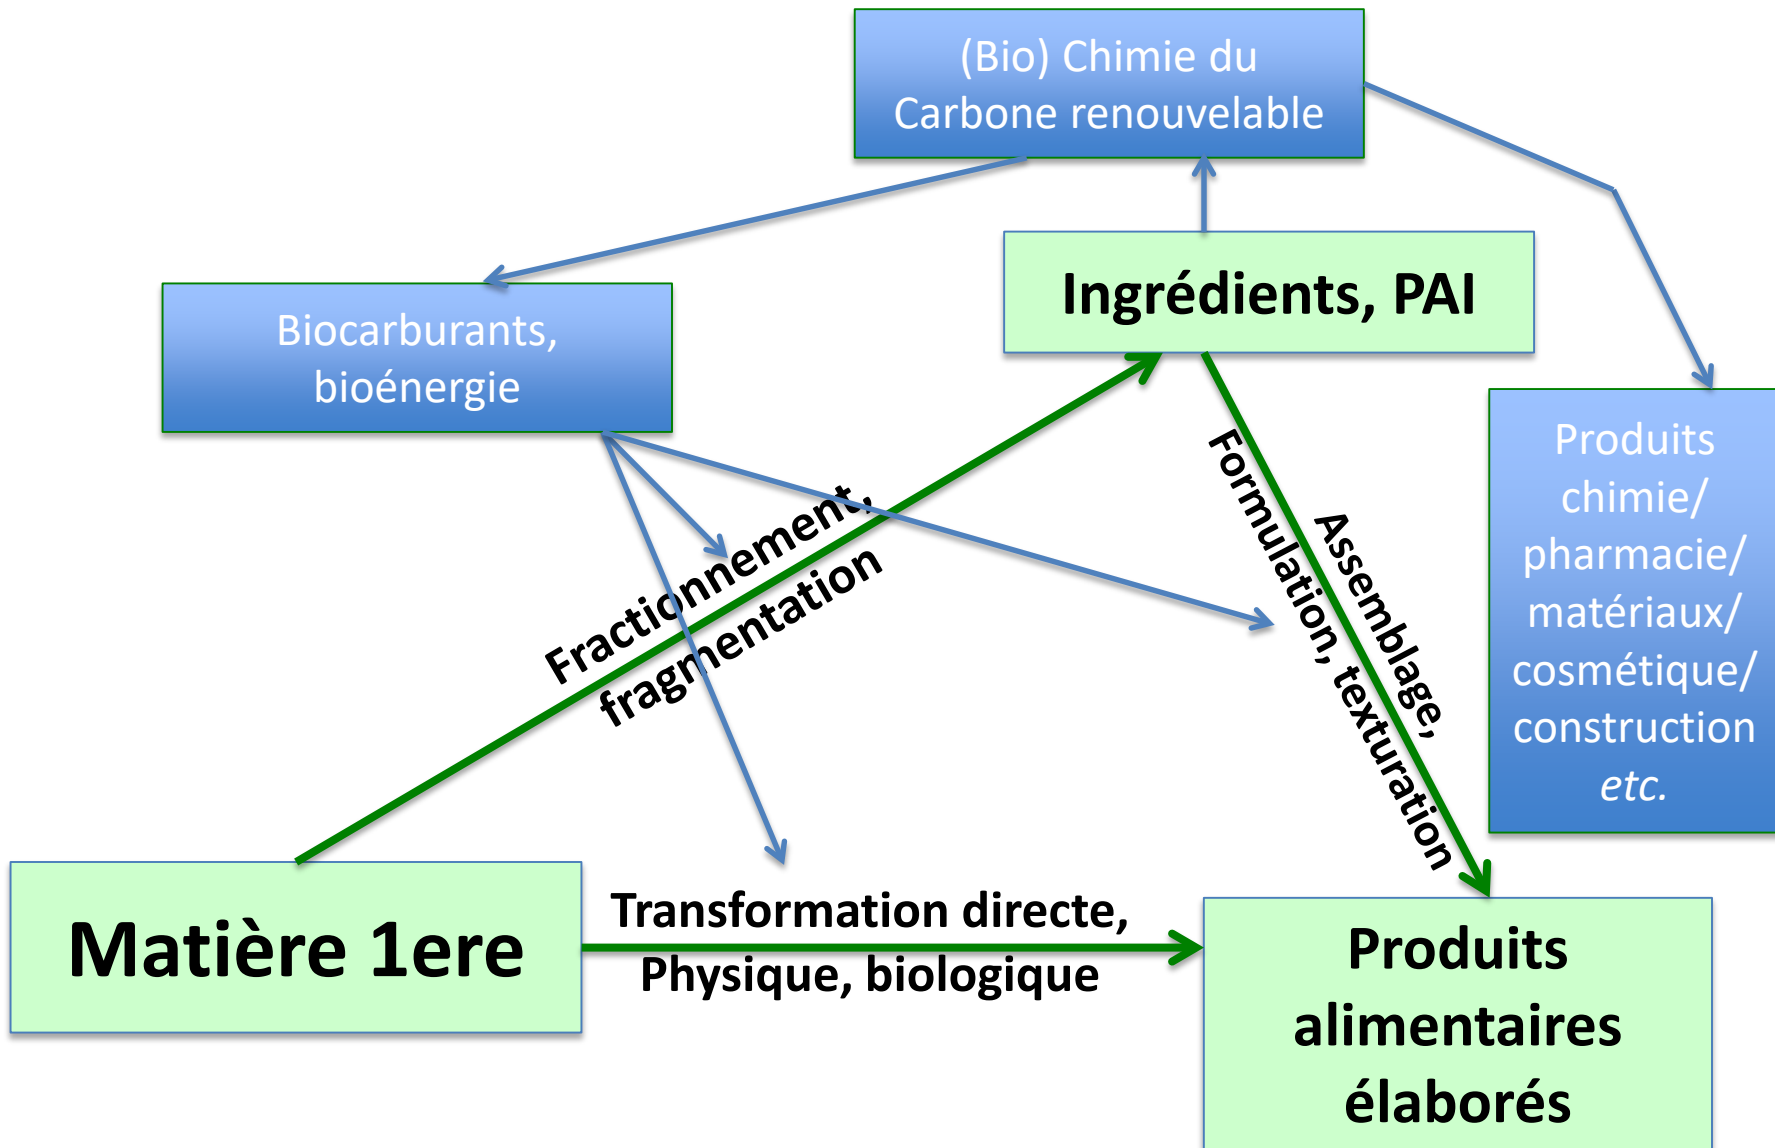 (Bio) Chimie du
Carbone renouvelable
Ingrédients, PAI
Biocarburants,
bioénergie
Produits
chimie/
pharmacie/
matériaux/
cosmétique/
construction
etc.
Fractionnement,
fragmentation
Assemblage,
Formulation, texturation
Matière 1ere
Transformation directe,
Physique, biologique
Produits
alimentaires
élaborés